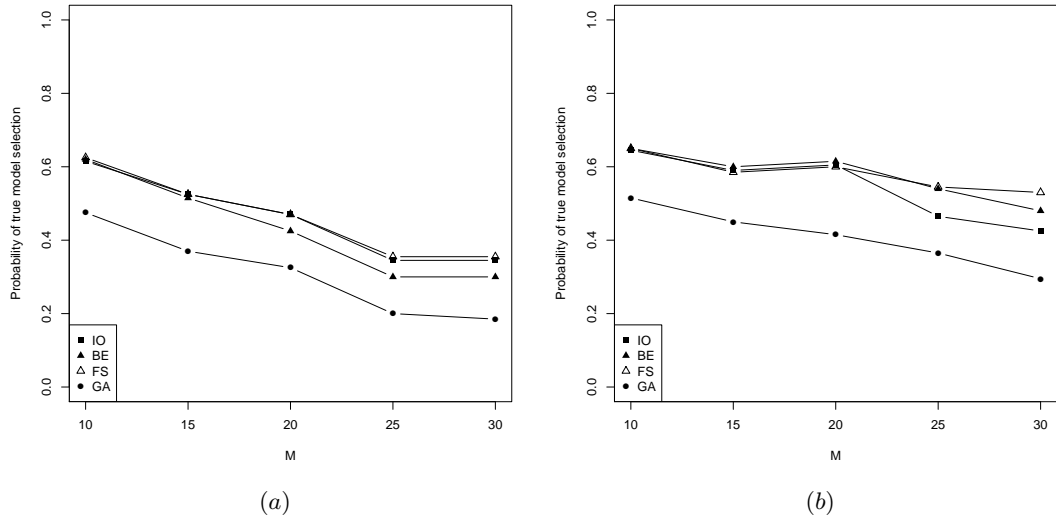 Probability of true model selection
1.0
0.8
0.6
0.4
0.2
0.0
IO
BE
FS
GA
10 15 20 25 30
M
(a)
Probability of true model selection
1.0
0.8
0.6
0.4
0.2
0.0
IO
BE
FS
GA
10 15 20 25 30
M
(b)